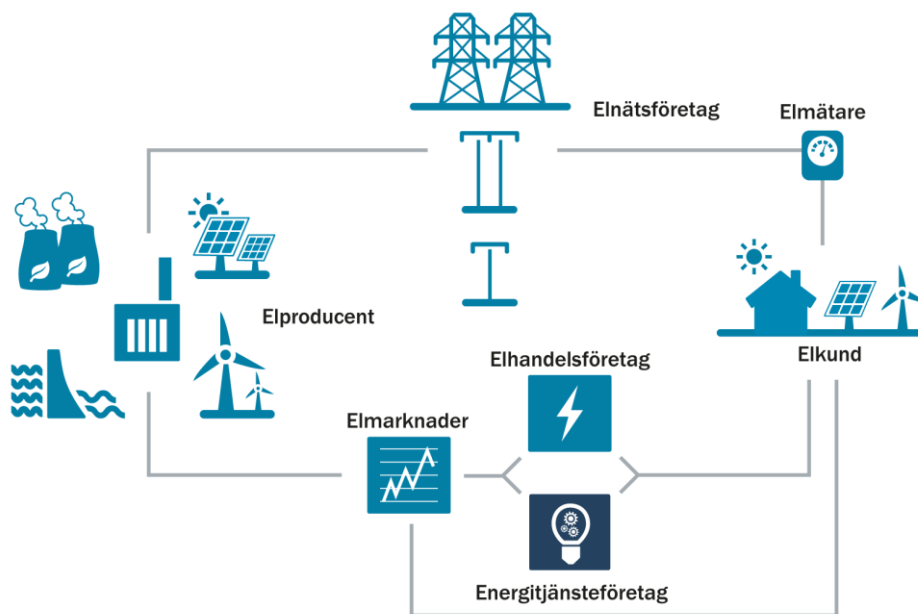 Elnätsföretag
Elmätare
Elproducent
Elkund
Elhandelsföretag
Elmarknader
Energitjänsteföretag